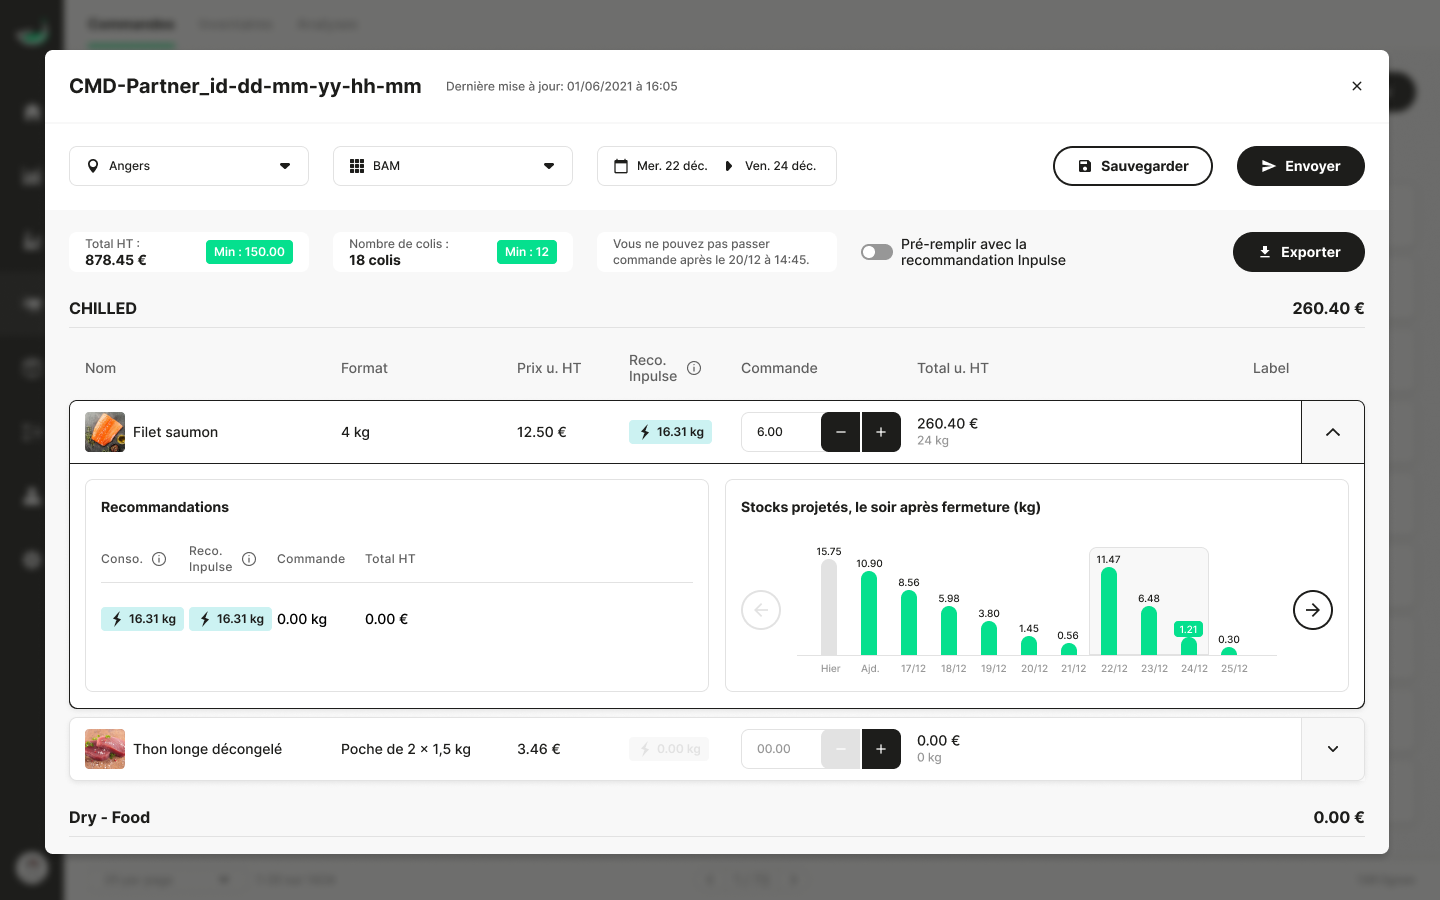 Commandes
CMD-Partner_id-dd-mm-yy-hh-mm
Dernière mise à jour: 01/06/2021 à 16:05
Angers
BAM
Mer. 22 déc.
Ven. 24 déc.
Sauvegarder
Envoyer
Total HT :
878.45 €
Min : 150.00
Nombre de colis :
18 colis
Min : 12
Vous ne pouvez pas passer
commande après le 20/12 à 14:45.
Pré-remplir avec la
recommandation Inpulse
Exporter
CHILLED
260.40 €
Nom
Format
Prix u. HT
Reco.
Inpulse
Commande
Total u. HT
Label
Filet saumon
4 kg
12.50 €
16.31 kg
6.00
260.40 €
24 kg
Recommandations
Conso.
Reco.
Inpulse
Commande
Total HT
16.31 kg
16.31 kg
0.00 kg
0.00 €
Stocks projetés, le soir après fermeture (kg)
15.75
10.90
8.56
5.98
3.80
1.45
0.56
11.47
6.48
1.21
0.30
Hier
Ajd.
17/12
18/12
19/12
20/12
21/12
22/12
23/12
24/12
25/12
Thon longe décongelé
Poche de 2 x 1,5 kg
3.46 €
0.00 kg
00.00
0.00 €
0 kg
Dry - Food
0.00 €